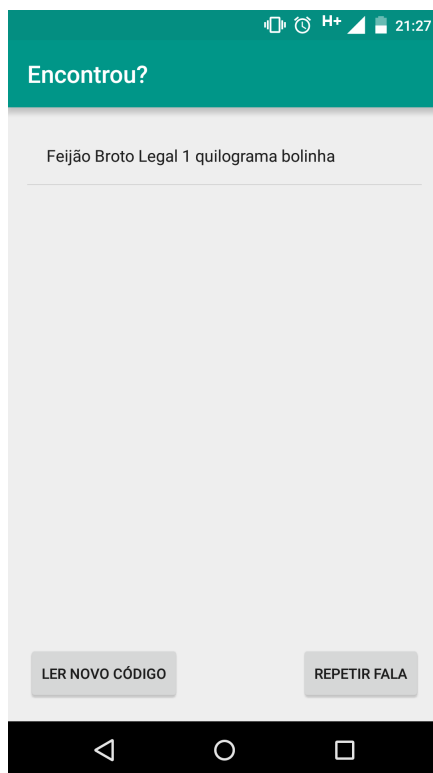 H+ 21:27
Encontrou?
Feijão Broto Legal 1 quilograma bolinha
LER NOVO CÓDIGO REPETIR FALA